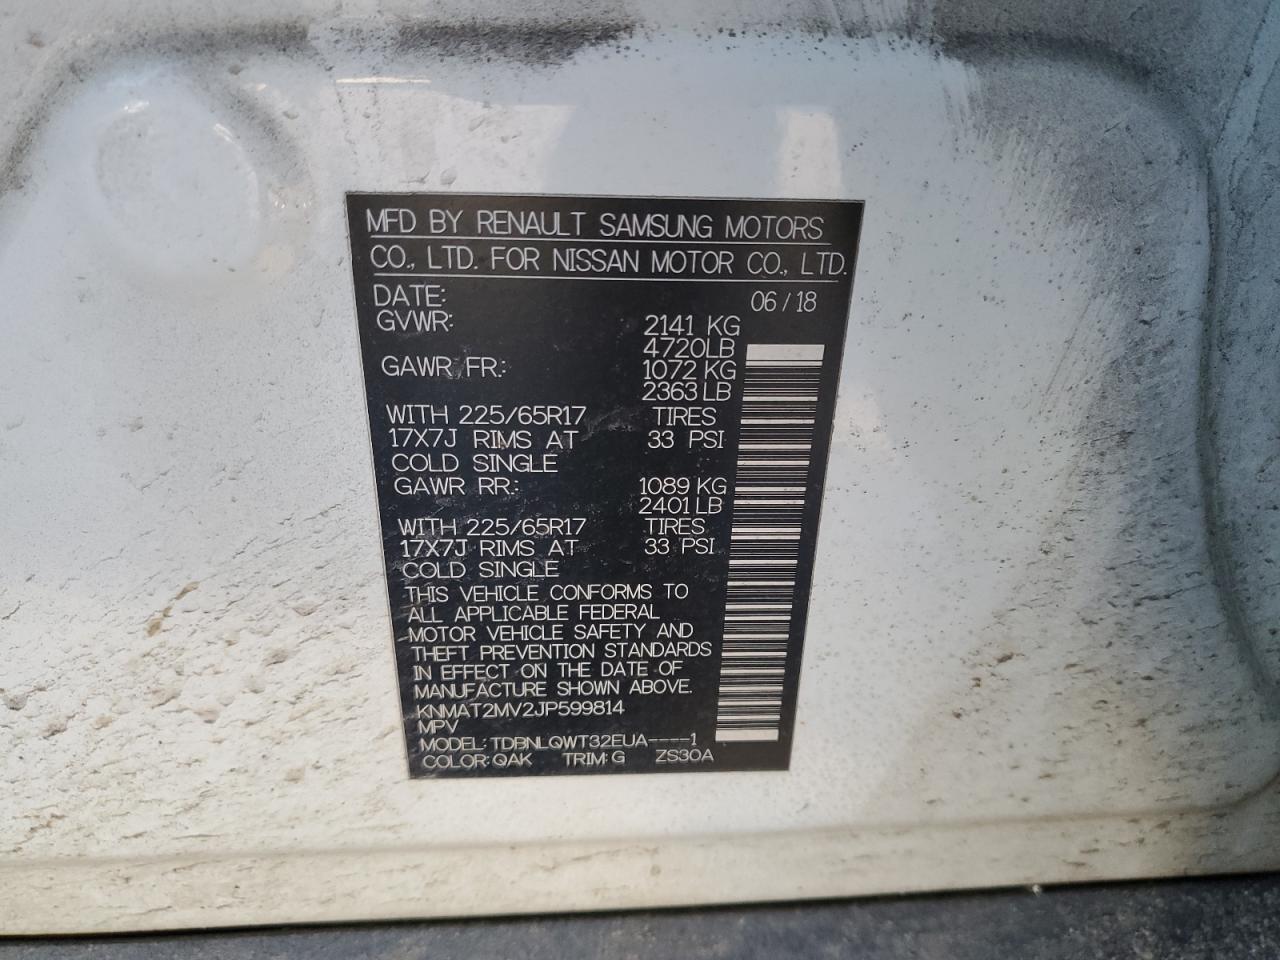 MFD BY RENAULT SAMSUNG MOTORS
CO., LTD. FOR NISSAN MOTOR CO., LTD.
DATE: 06/18
GVWR: 2141 KG
4720LB
GAWR FR: 1072 KG
2363 LB
WITH 225/65R17 TIRES
17X7J RIMS AT 33 PSI
COLD SINGLE
GAWR RR: 1089 KG
2401 LB
WITH 225/65R17 TIRES
17X7J RIMS AT 33 PSI
COLD SINGLE
THIS VEHICLE CONFORMS TO
ALL APPLICABLE FEDERAL
MOTOR VEHICLE SAFETY AND
THEFT PREVENTION STANDARDS
IN EFFECT ON THE DATE OF
MANUFACTURE SHOWN ABOVE.
KNMAT2MV2JP599814
MPV
MODEL: TDBNLQWT32EUA----1
COLOR: QAK TRIM: G ZS30A